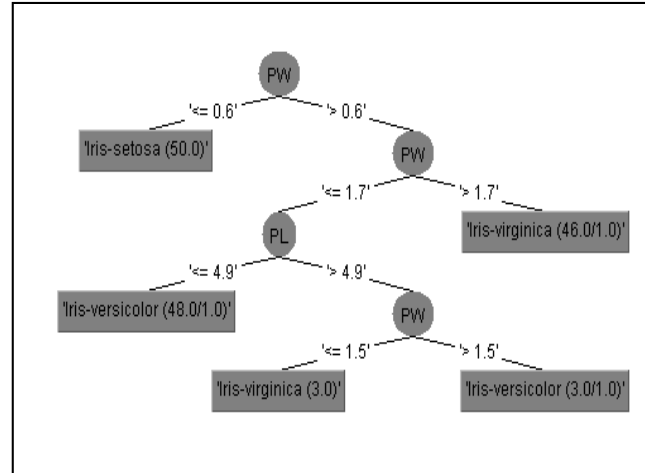 PW
'<= 0.6' '> 0.6'
'Iris-setosa (50.0)' PW
'<= 1.7' '> 1.7'
PL 'Iris-virginica (46.0/1.0)'
'<= 4.9' '> 4.9'
'Iris-versicolor (48.0/1.0)' PW
'<= 1.5' '> 1.5'
'Iris-virginica (3.0)' 'Iris-versicolor (3.0/1.0)'